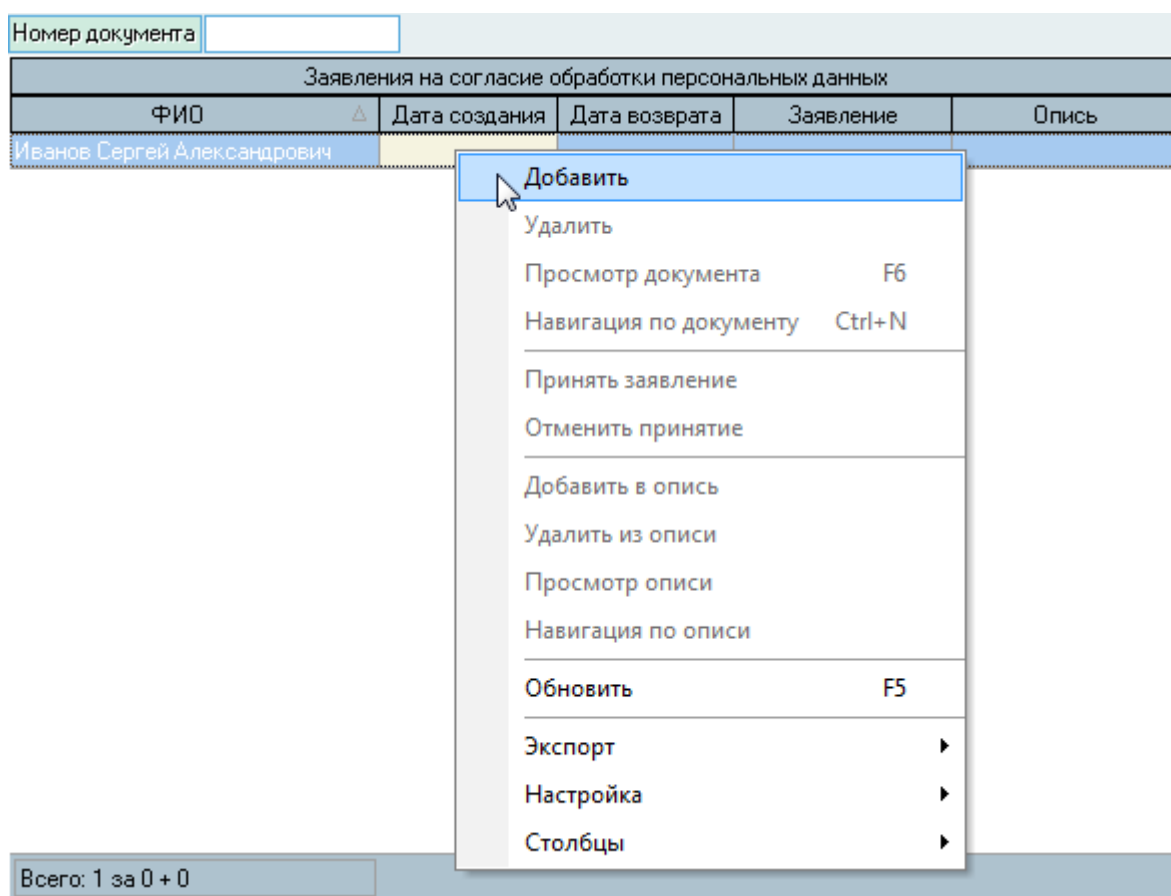 Номер документа
Заявления на согласие обработки персональных данных
ФИО Дата создания Дата возврата Заявление Опись
Иванов Сергей Александрович
Добавить
Удалить
Просмотр документа F6
Навигация по документу Ctrl+N
Принять заявление
Отменить принятие
Добавить в опись
Удалить из описи
Просмотр описи
Навигация по описи
Обновить F5
Экспорт
Настройка
Столбцы
Всего: 1 за 0 + 0